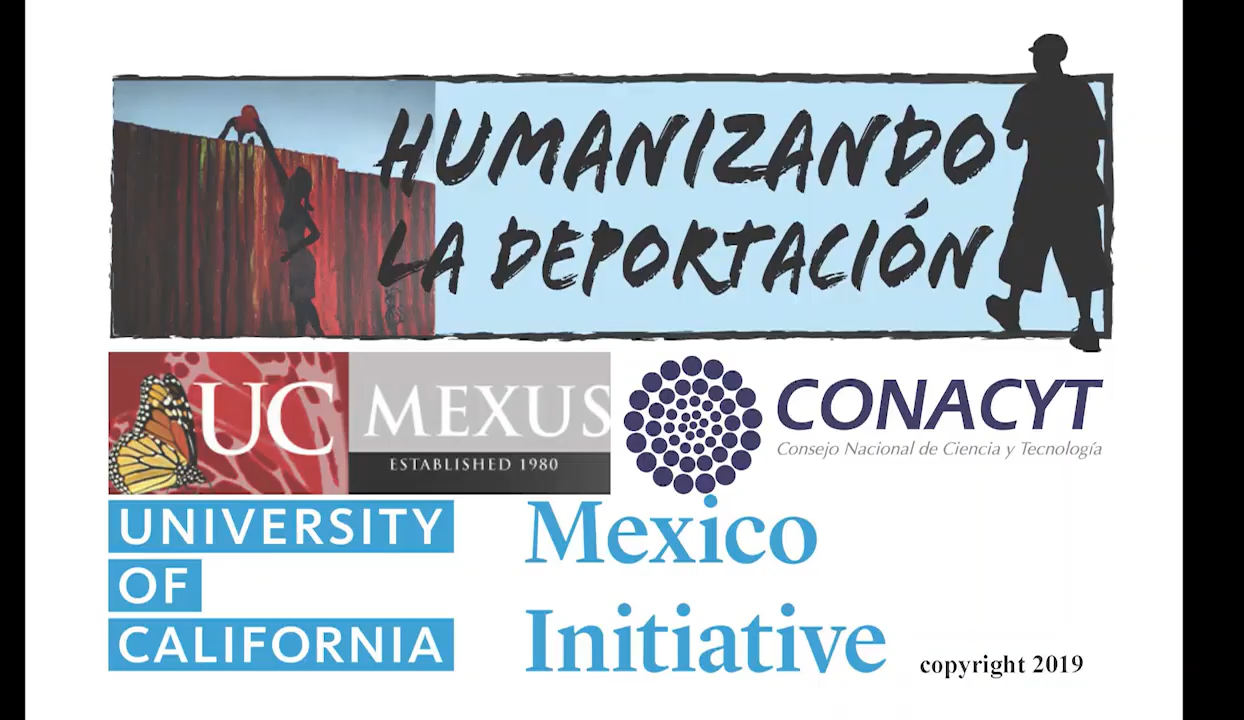 HUMANIZANDO
LA DEPORTACIÓN
UC MEXUS
ESTABLISHED 1980
CONACYT
Consejo Nacional de Ciencia y Tecnología
UNIVERSITY
OF
CALIFORNIA
Mexico
Initiative
copyright 2019